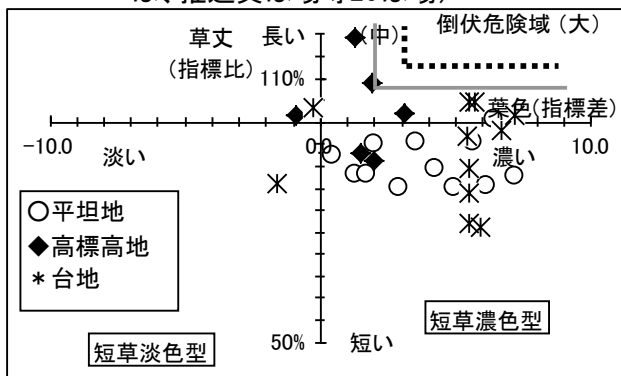 草丈 長い (中) 倒伏危険域 (大)
(指標比)
110%
葉色(指標差)
-10.0 0.0 10.0
淡い 濃い
○平坦地
◆高標高地
*台地
短草濃色型
50% 短い
短草淡色型